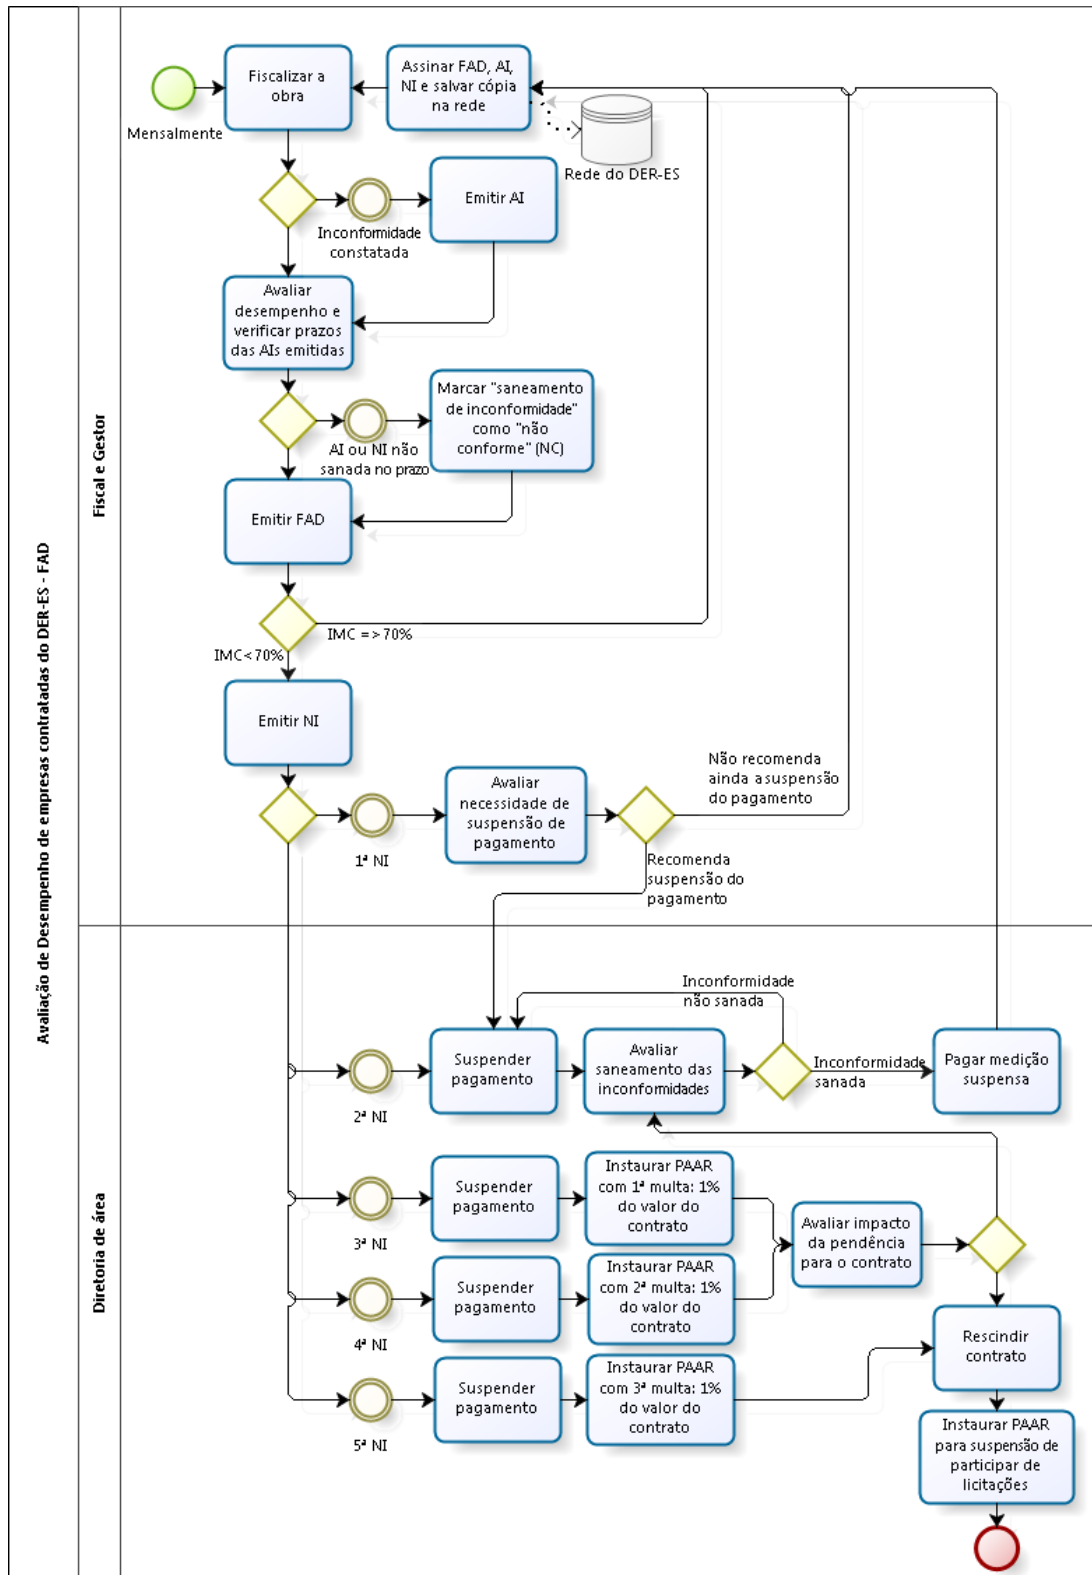 Avaliação de Desempenho de empresas contratadas do DER-ES - FAD
Fiscal e Gestor
Mensalmente
Fiscalizar a
obra
Assinar FAD, AI,
NI e salvar cópia
na rede
Rede do DER-ES
Inconformidade
constatada
Emitir AI
Avaliar
desempenho e
verificar prazos
das AIs emitidas
AI ou NI não
sanada no prazo
Marcar "saneamento
de inconformidade"
como "não
conforme" (NC)
Emitir FAD
IMC =>70%
IMC<70%
Emitir NI
1ª NI
Avaliar
necessidade de
suspensão de
pagamento
Não recomenda
ainda a suspensão
do pagamento
Recomenda
suspensão do
pagamento
Diretoria de área
2ª NI
Suspender
pagamento
Avaliar
saneamento das
inconformidades
Inconformidade
não sanada
Inconformidade
sanada
Pagar medição
suspensa
3ª NI
Suspender
pagamento
Instaurar PAAR
com 1ª multa: 1%
do valor do
contrato
Avaliar impacto
da pendência
para o contrato
4ª NI
Suspender
pagamento
Instaurar PAAR
com 2ª multa: 1%
do valor do
contrato
Rescindir
contrato
5ª NI
Suspender
pagamento
Instaurar PAAR
com 3ª multa: 1%
do valor do
contrato
Instaurar PAAR
para suspensão de
participar de
licitações